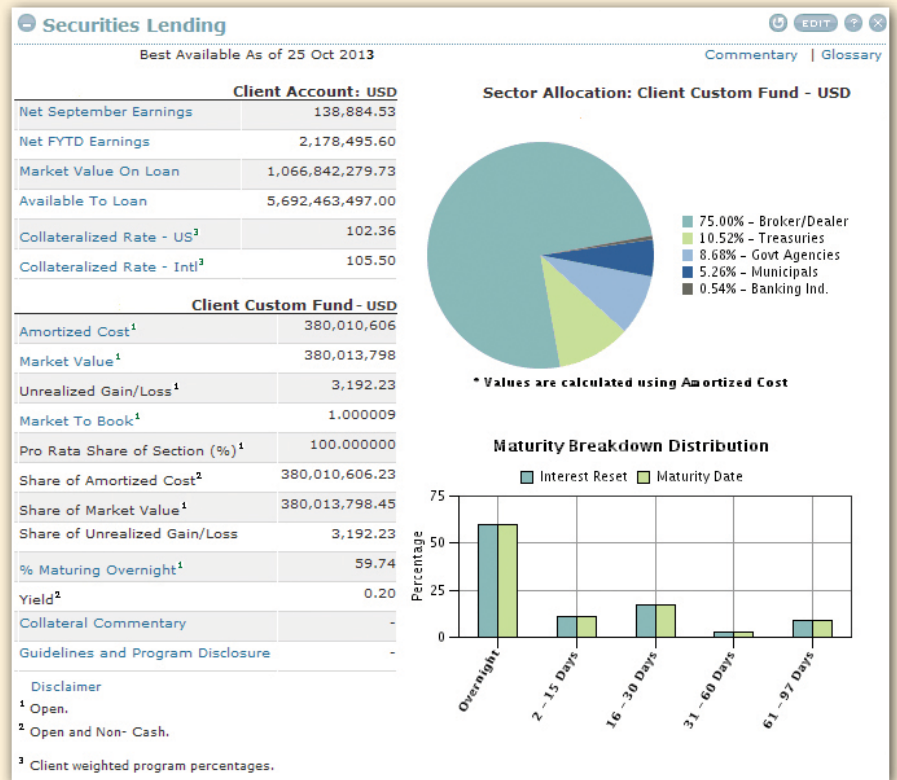 Securities Lending
EDIT ?
Best Available As of 25 Oct 2013
Commentary | Glossary
Client Account: USD
Net September Earnings 138,884.53
Net FYTD Earnings 2,178,495.60
Market Value On Loan 1,066,842,279.73
Available To Loan 5,692,463,497.00
Collateralized Rate - US³ 102.36
Collateralized Rate - Intl³ 105.50
Client Custom Fund - USD
Amortized Cost¹ 380,010,606
Market Value¹ 380,013,798
Unrealized Gain/Loss¹ 3,192.23
Market To Book¹ 1.000009
Pro Rata Share of Section (%)¹ 100.000000
Share of Amortized Cost² 380,010,606.23
Share of Market Value¹ 380,013,798.45
Share of Unrealized Gain/Loss 3,192.23
% Maturing Overnight¹ 59.74
Yield² 0.20
Collateral Commentary -
Guidelines and Program Disclosure -
Disclaimer
¹ Open.
² Open and Non- Cash.
³ Client weighted program percentages.
Sector Allocation: Client Custom Fund - USD
75.00% - Broker/Dealer
10.52% - Treasuries
8.68% - Govt Agencies
5.26% - Municipals
0.54% - Banking Ind.
* Values are calculated using Amortized Cost
Maturity Breakdown Distribution
Interest Reset Maturity Date
Percentage
75
50
25
0
Overnight
2 - 15 Days
16 - 30 Days
31 - 60 Days
61 - 97 Days